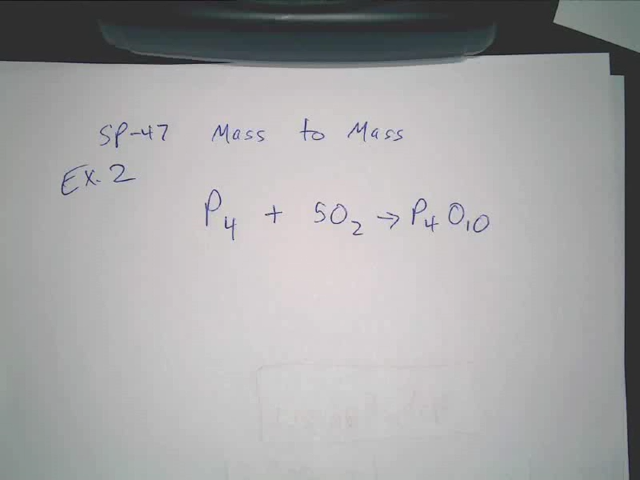 SP-47 Mass to Mass
Ex. 2
P₄ + 5O₂ → P₄O₁₀